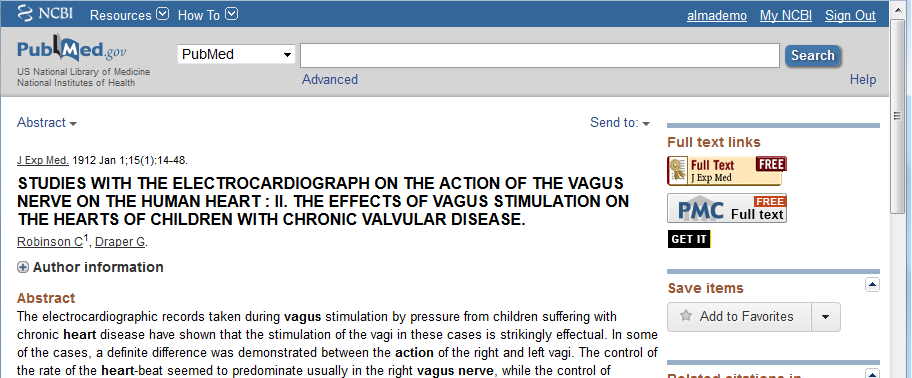 NCBI Resources How To almademo My NCBI Sign Out
PubMed.gov
US National Library of Medicine
National Institutes of Health
PubMed
Search
Advanced
Help
Abstract
Send to:
J Exp Med. 1912 Jan 1;15(1):14-48.
STUDIES WITH THE ELECTROCARDIOGRAPH ON THE ACTION OF THE VAGUS
NERVE ON THE HUMAN HEART : II. THE EFFECTS OF VAGUS STIMULATION ON
THE HEARTS OF CHILDREN WITH CHRONIC VALVULAR DISEASE.
Robinson C1, Draper G.
Author information
Abstract
The electrocardiographic records taken during vagus stimulation by pressure from children suffering with
chronic heart disease have shown that the stimulation of the vagi in these cases is strikingly effectual. In some
of the cases, a definite difference was demonstrated between the action of the right and left vagi. The control of
the rate of the heart-beat seemed to predominate usually in the right vagus nerve, while the control of
Full text links
Full Text FREE
J Exp Med
PMC FREE
Full text
GET IT
Save items
Add to Favorites
Related citations in